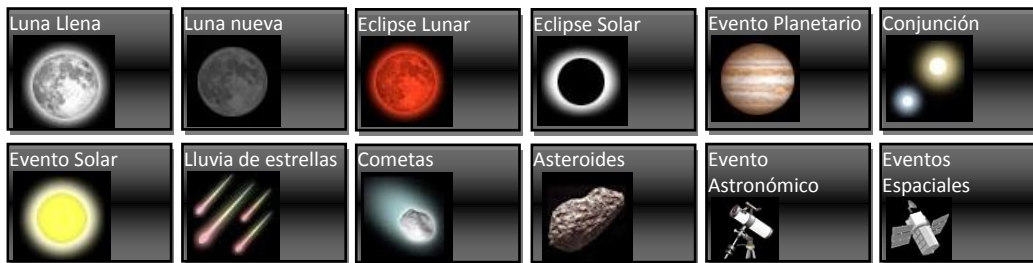 Luna Llena
Luna nueva
Eclipse Lunar
Eclipse Solar
Evento Planetario
Conjunción
Evento Solar
Lluvia de estrellas
Cometas
Asteroides
Evento
Astronómico
Eventos
Espaciales